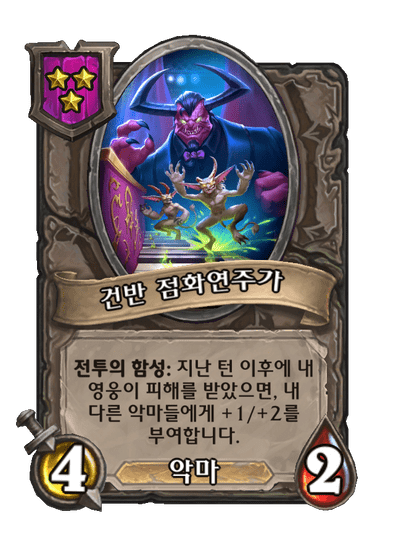 건반 점화연주가
전투의 함성: 지난 턴 이후에 내
영웅이 피해를 받았으면, 내
다른 악마들에게 +1/+2를
부여합니다.
4
악마
2